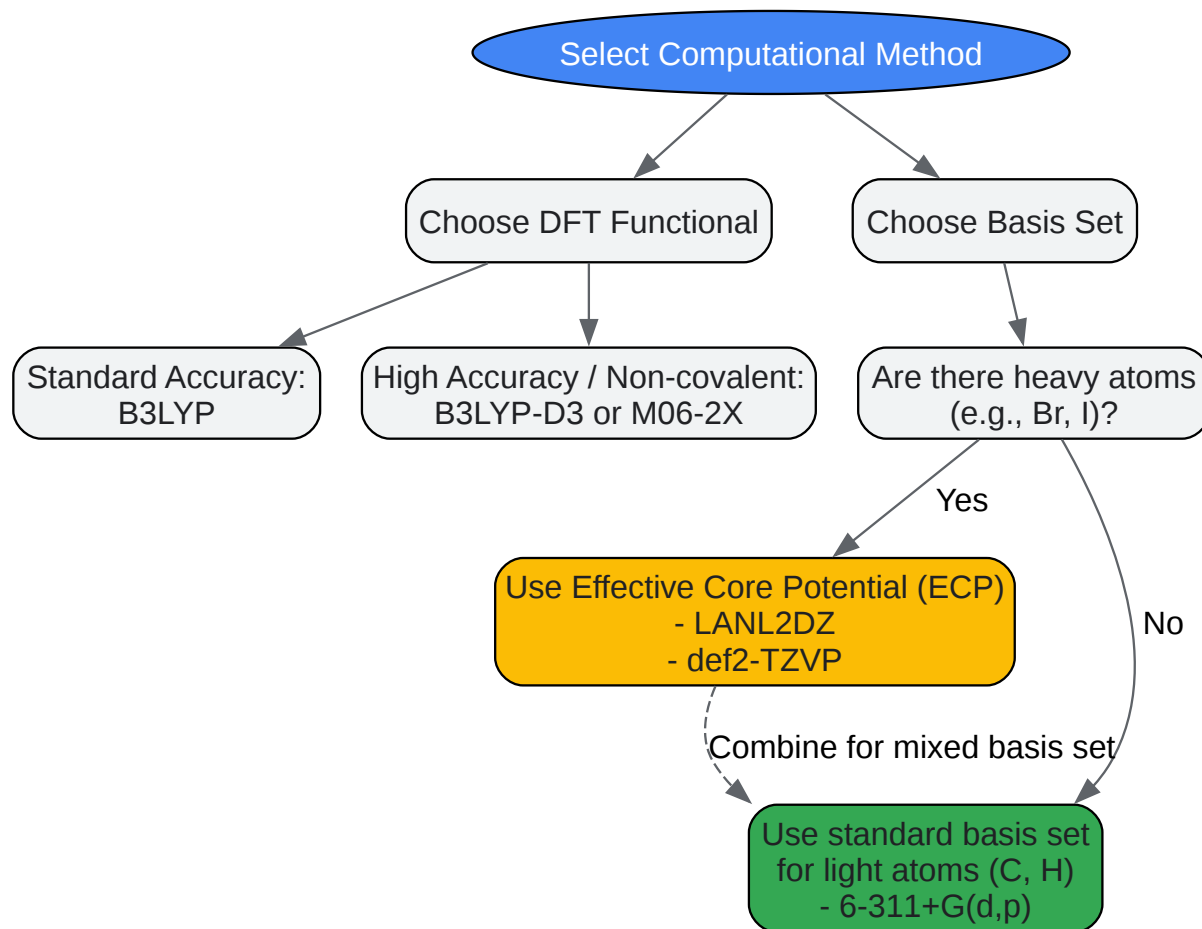 Select Computational Method
Choose DFT Functional
Choose Basis Set
Standard Accuracy:
B3LYP
High Accuracy / Non-covalent:
B3LYP-D3 or M06-2X
Are there heavy atoms
(e.g., Br, I)?
Yes
Use Effective Core Potential (ECP)
- LANL2DZ
- def2-TZVP
No
Combine for mixed basis set
Use standard basis set
for light atoms (C, H)
- 6-311+G(d,p)